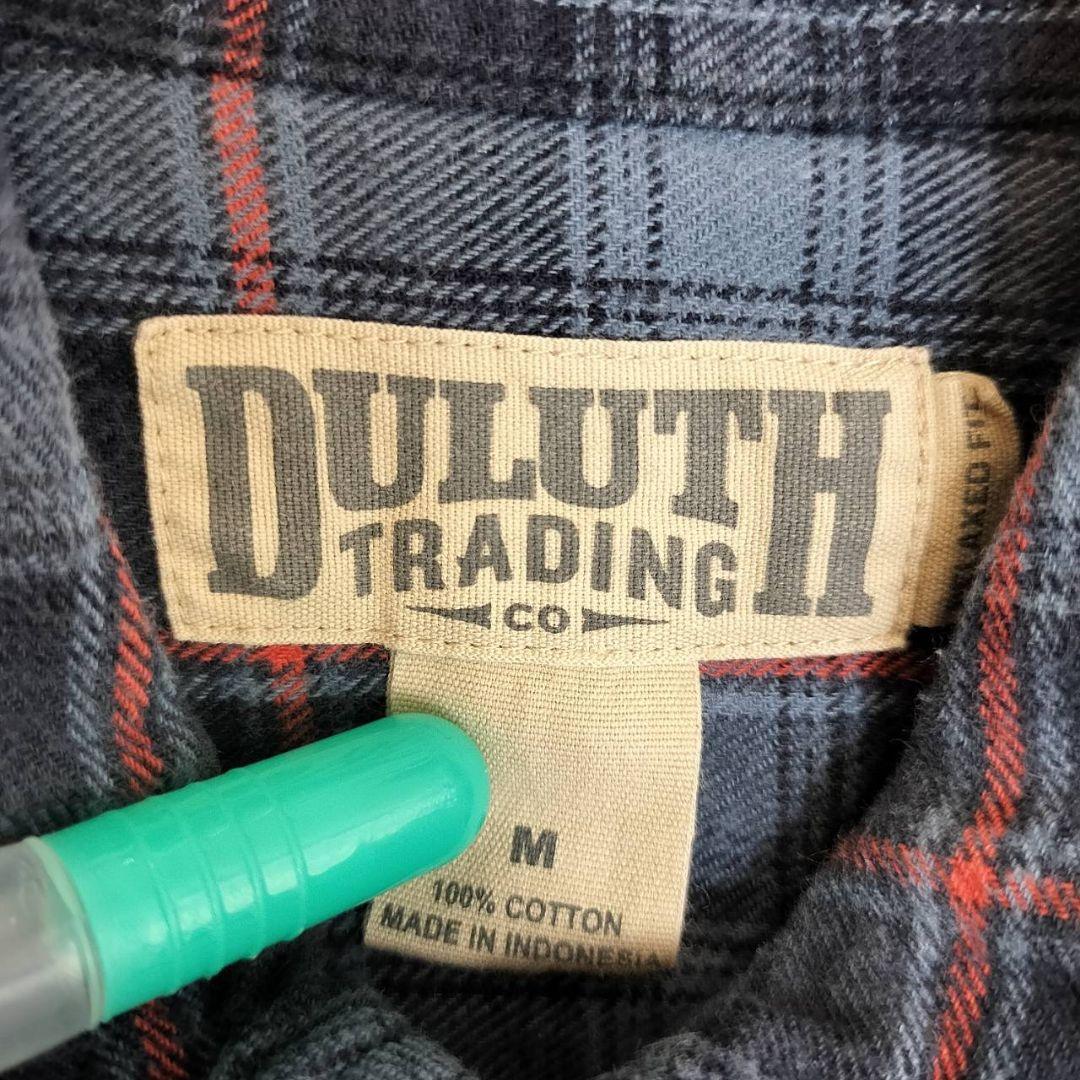 DULUTH
TRADING
CO
M
100% COTTON
MADE IN INDONESIA